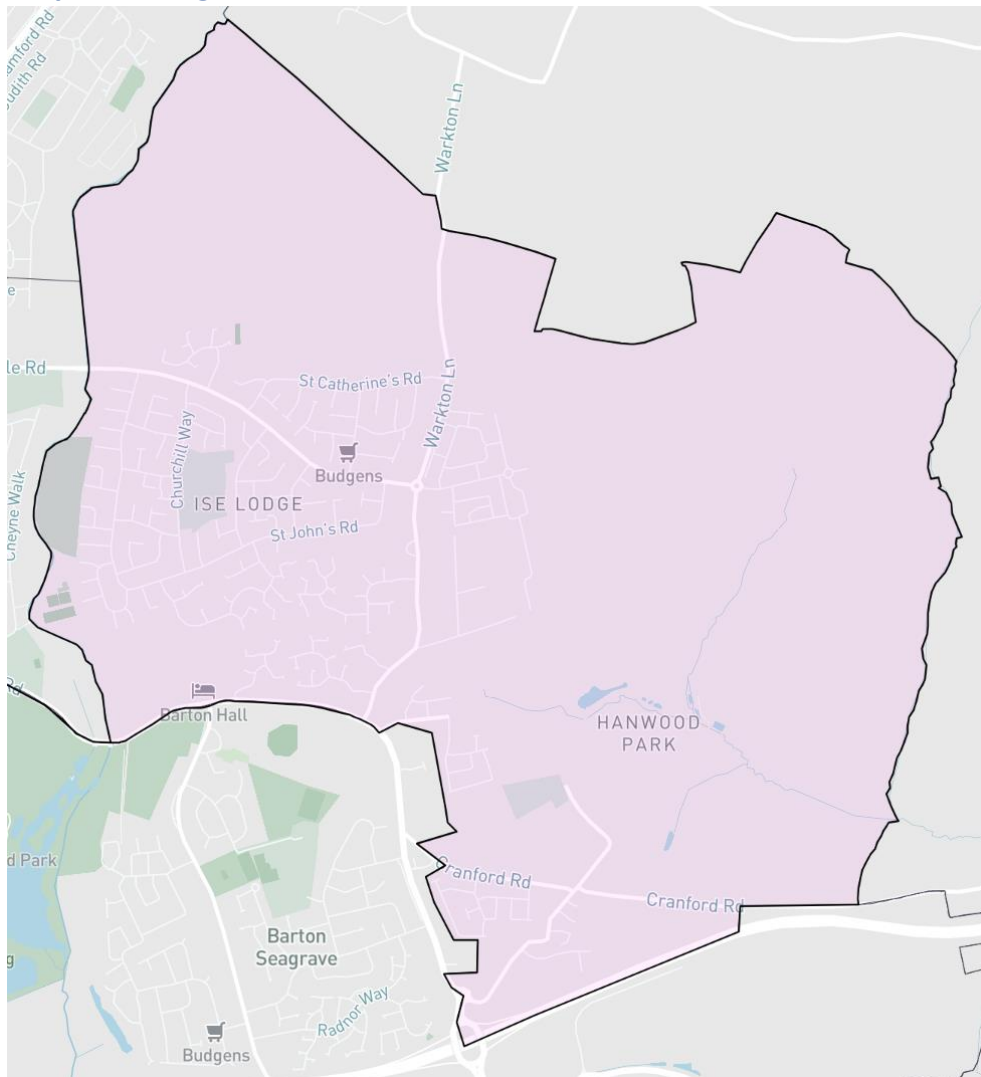 Warkton Ln
le Rd
St Catherine's Rd
Warkton Ln
Churchill Way
Budgens
ISE LODGE
St John's Rd
Cheyne Walk
Barton Hall
HANWOOD
PARK
d Park
Cranford Rd
Cranford Rd
Barton
Seagrave
Radnor Way
Budgens